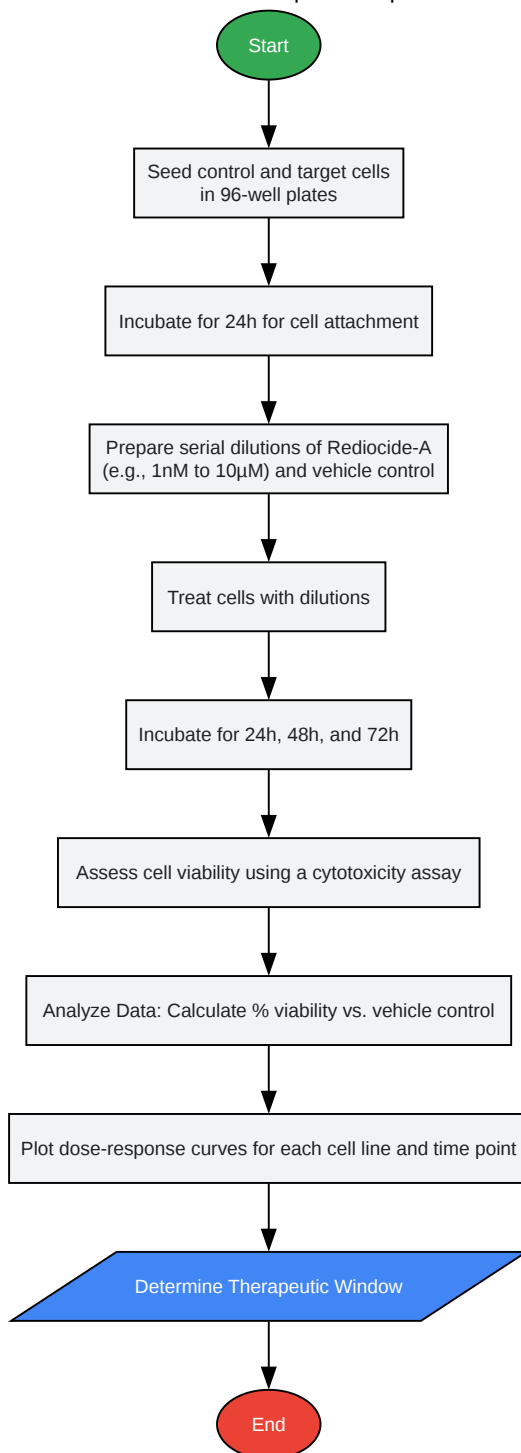 Start
Seed control and target cells
in 96-well plates
Incubate for 24h for cell attachment
Prepare serial dilutions of Rediocide-A
(e.g., 1nM to 10µM) and vehicle control
Treat cells with dilutions
Incubate for 24h, 48h, and 72h
Assess cell viability using a cytotoxicity assay
Analyze Data: Calculate % viability vs. vehicle control
Plot dose-response curves for each cell line and time point
Determine Therapeutic Window
End